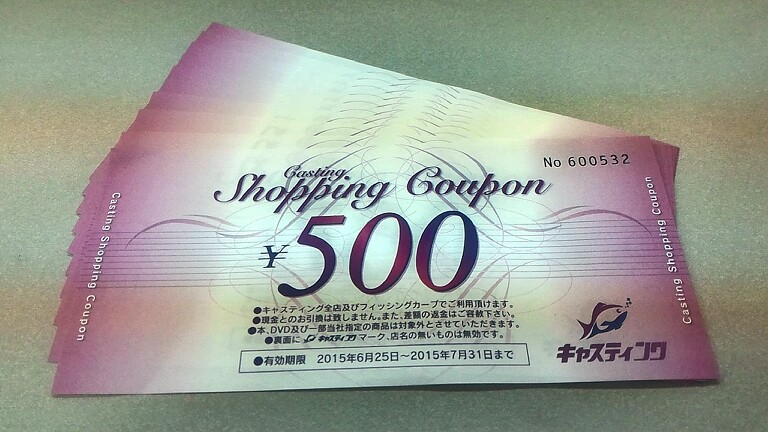 No 600532
Casting
Shopping Coupon
¥500
Casting Shopping Coupon
Casting Shopping Coupon
●キャスティング全店及びフィッシングカーブでご利用頂けます。
●現金とのお引換は致しません。また、差額の返金はご容赦下さい。
●本、DVD及び一部当社指定の商品は対象外とさせていただきます。
●裏面にキャスティングマーク、店名の無いものは無効です。
●有効期限 2015年6月25日〜2015年7月31日まで
キャスティング